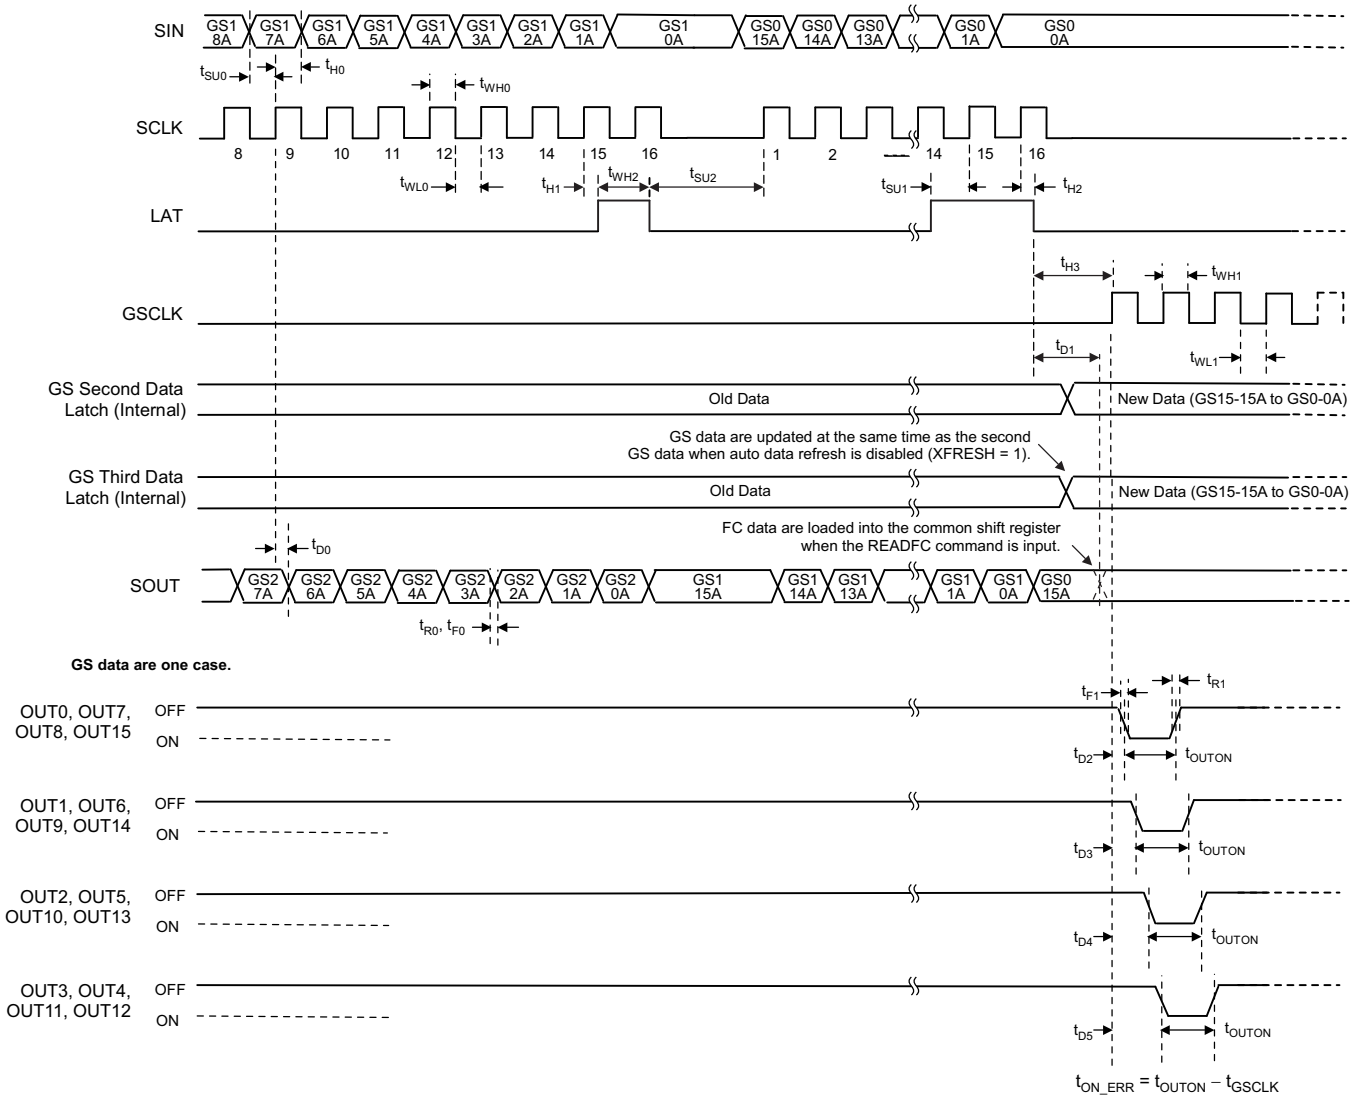 SIN
GS1 8A
GS1 7A
GS1 6A
GS1 5A
GS1 4A
GS1 3A
GS1 2A
GS1 1A
GS1 0A
GS0 15A
GS0 14A
GS0 13A
GS0 1A
GS0 0A
tSU0
tH0
tWH0
SCLK
8
9
10
11
12
13
14
15
16
1
2
14
15
16
tWL0
tH1
tWH2
tSU2
tSU1
tH2
LAT
tH3
tWH1
GSCLK
tD1
tWL1
GS Second Data
Latch (Internal)
Old Data
New Data (GS15-15A to GS0-0A)
GS data are updated at the same time as the second
GS data when auto data refresh is disabled (XFRESH = 1).
GS Third Data
Latch (Internal)
Old Data
New Data (GS15-15A to GS0-0A)
FC data are loaded into the common shift register
when the READFC command is input.
tD0
SOUT
GS2 7A
GS2 6A
GS2 5A
GS2 4A
GS2 3A
GS2 2A
GS2 1A
GS2 0A
GS1 15A
GS1 14A
GS1 13A
GS1 1A
GS1 0A
GS0 15A
tR0, tF0
GS data are one case.
OUT0, OUT7,
OUT8, OUT15
OFF
ON
tF1
tR1
tD2
tOUTON
OUT1, OUT6,
OUT9, OUT14
OFF
ON
tD3
tOUTON
OUT2, OUT5,
OUT10, OUT13
OFF
ON
tD4
tOUTON
OUT3, OUT4,
OUT11, OUT12
OFF
ON
tD5
tOUTON
tON_ERR = tOUTON − tGSCLK